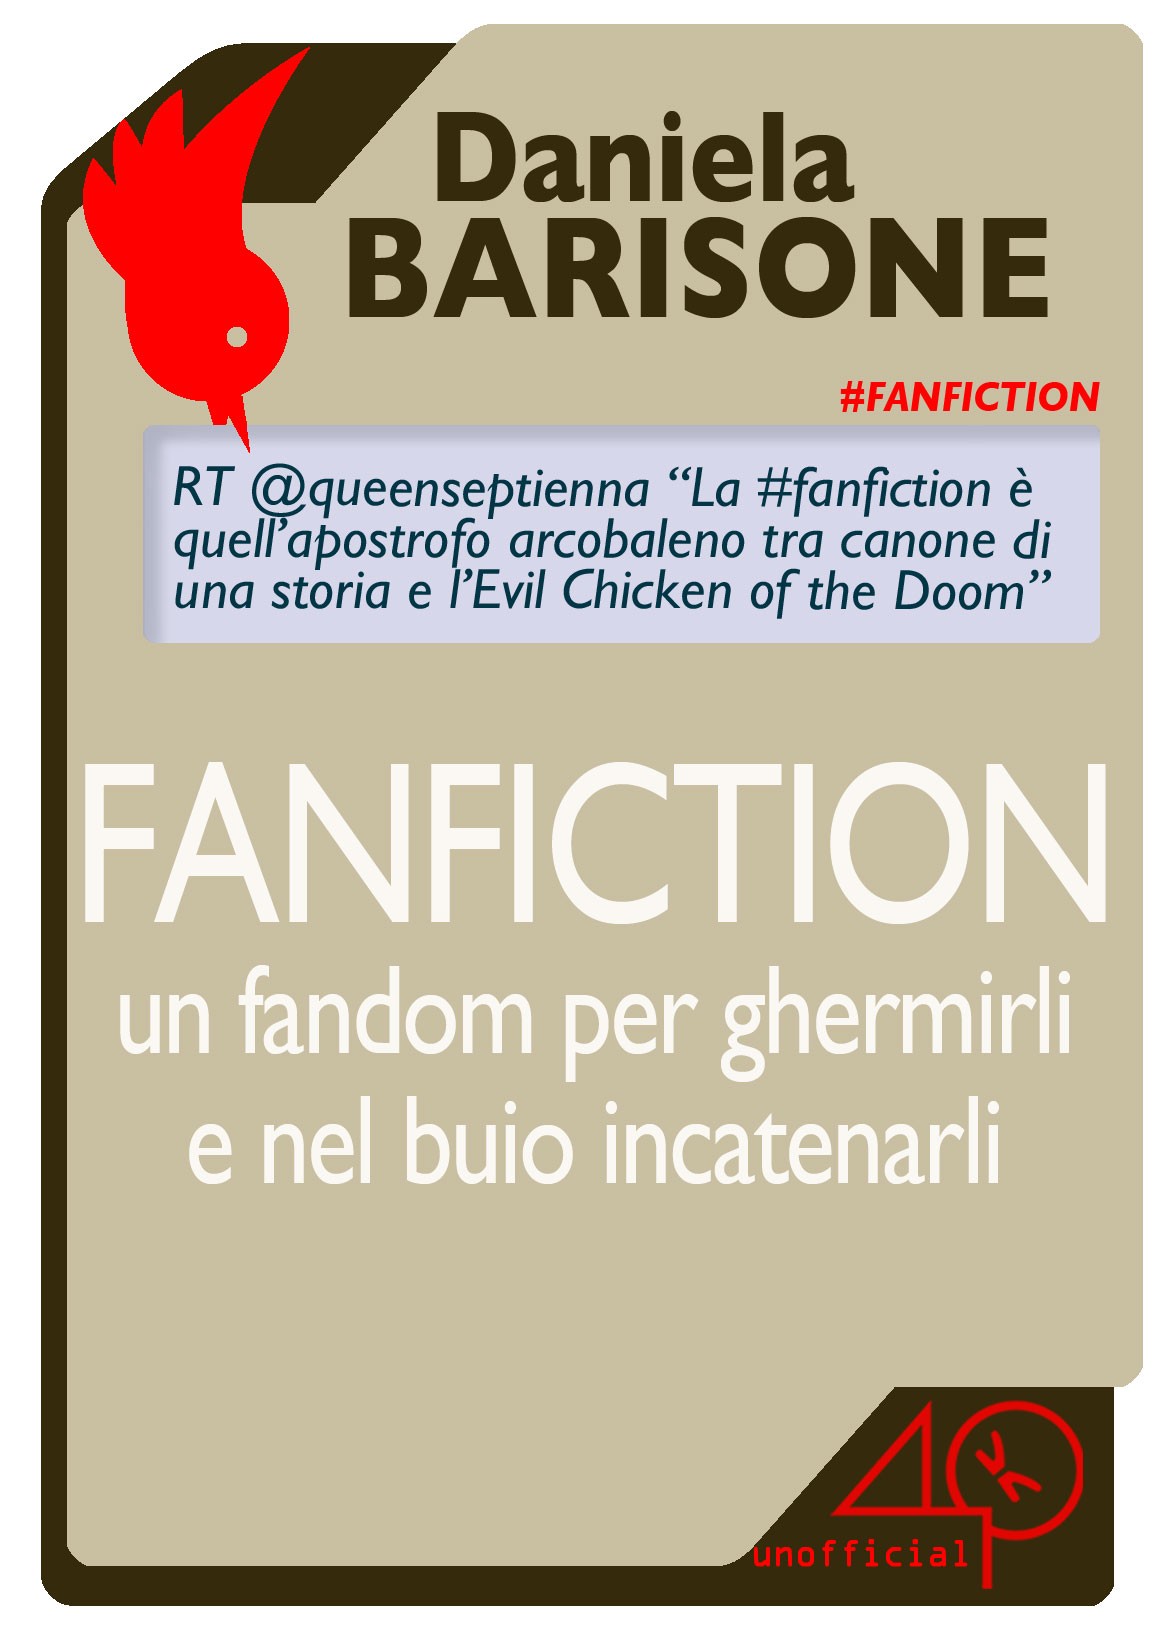 Daniela
BARISONE
#FANFICTION
RT @queenseptienna “La #fanfiction è
quell’apostrofo arcobaleno tra canone di
una storia e l’Evil Chicken of the Doom”
FANFICTION
un fandom per ghermirli
e nel buio incatenarli
40K
unofficial